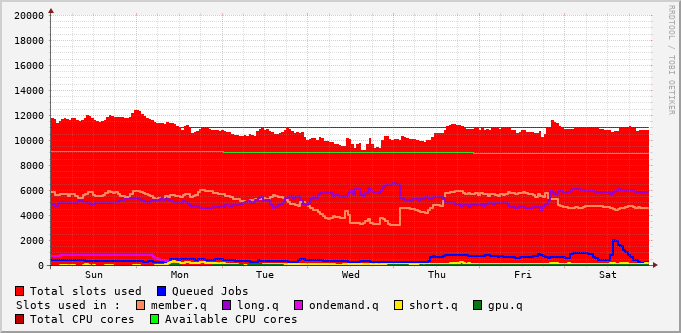 20000
18000
16000
14000
12000
10000
8000
6000
4000
2000
0
Sun Mon Tue Wed Thu Fri Sat
RRDTOOL / TOBI OETIKER
Total slots used Queued Jobs
Slots used in : member.q long.q ondemand.q short.q gpu.q
Total CPU cores Available CPU cores